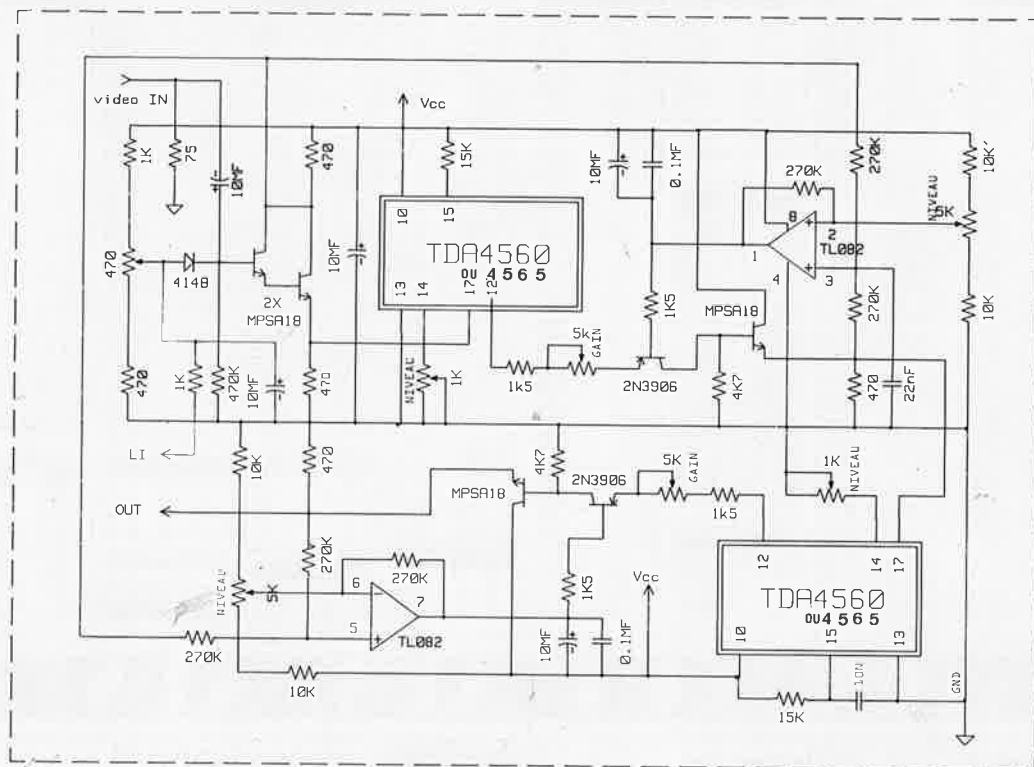 video IN
Vcc
1K
75
10MF
470
10MF
15K
10MF
0.1MF
270K
270K
10K'
NIVEAU
5K
10
15
TDA4560
OU 4565
13
14
17
12
8
2
1
TL082
4
3
470
4148
2X
MPSA18
MPSA18
1K5
270K
10K
5k
GAIN
470
1K
470K
10MF
470
NIVEAU
1K
1k5
2N3906
4K7
470
22nF
LI
10K
470
4K7
2N3906
5K
GAIN
1k5
1K
NIVEAU
MPSA18
OUT
12
14
17
270K
270K
NIVEAU
5K
6
7
5
TL082
1K5
Vcc
TDA4560
OU 4565
10
15
13
270K
10MF
0.1MF
10K
15K
10N
GND